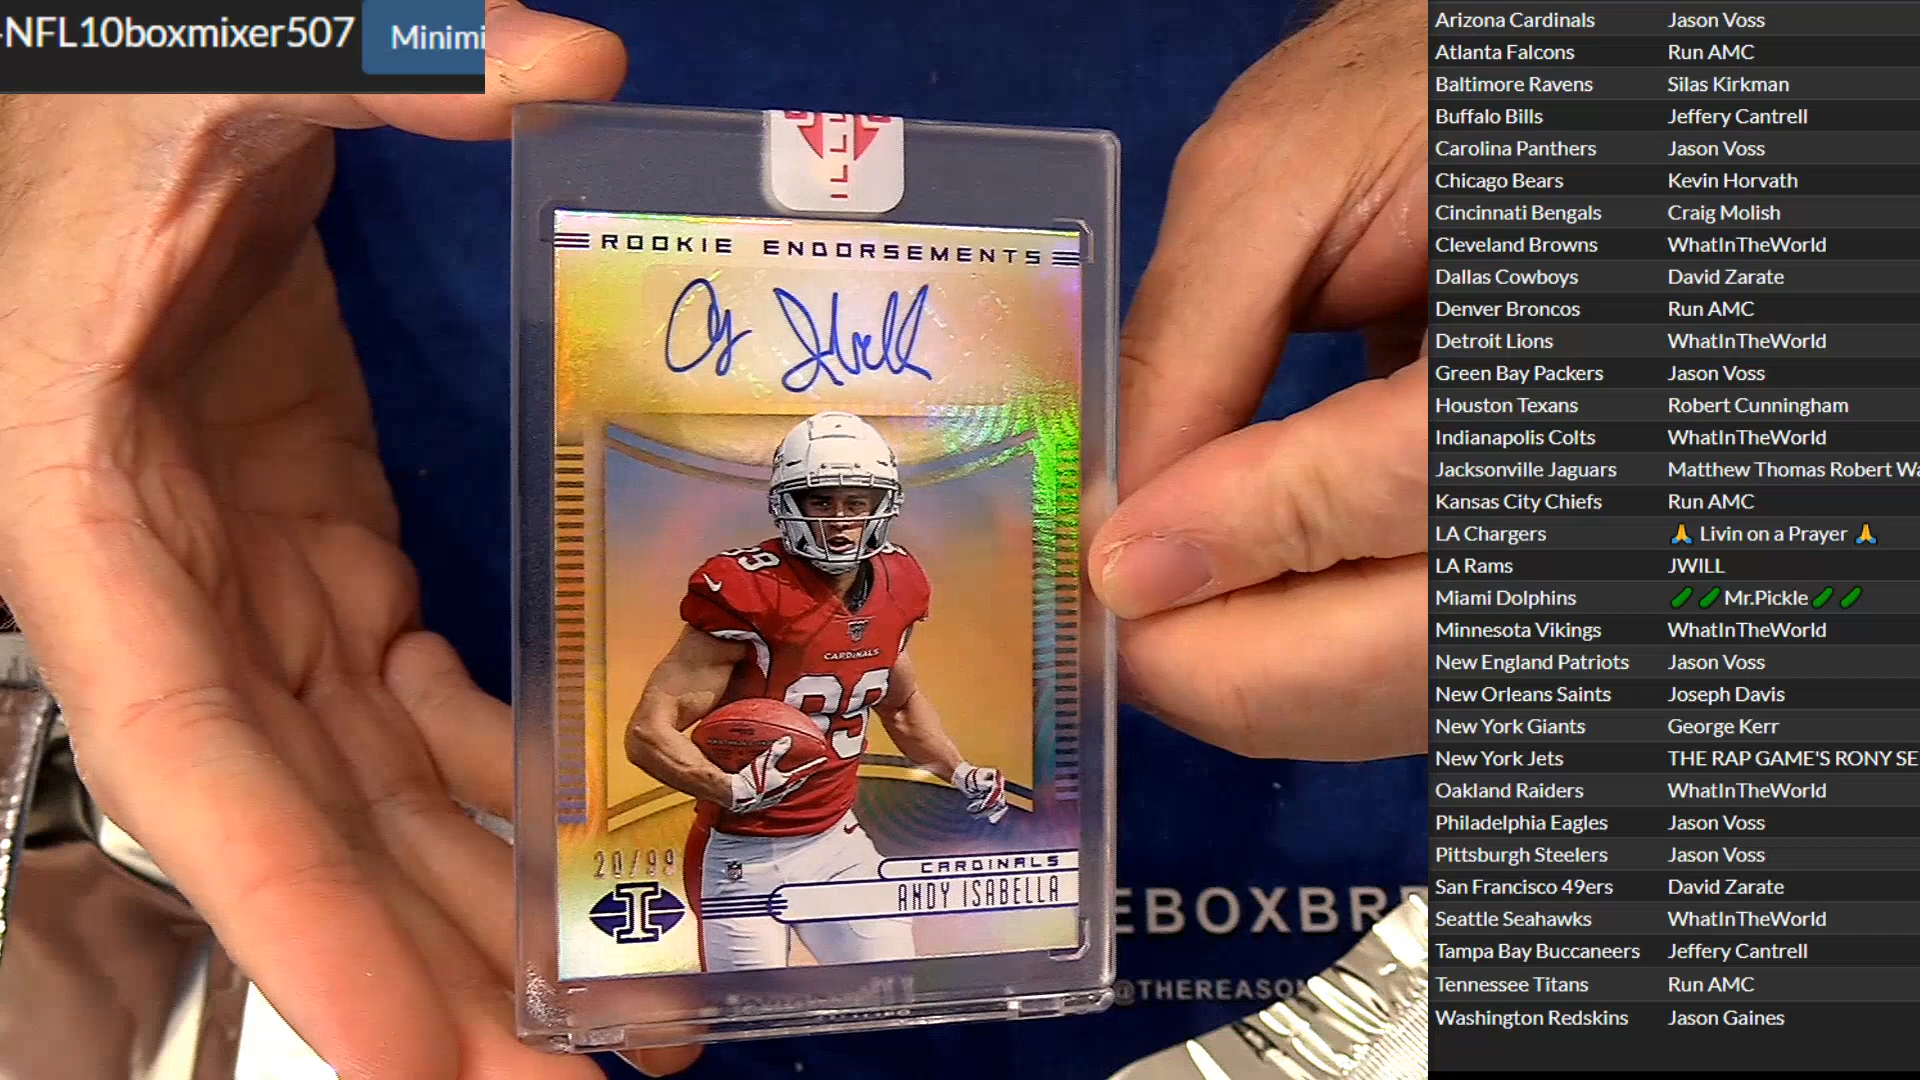 -NFL10boxmixer507
Minimi
ROOKIE ENDORSEMENTS
89
CARDINALS
89
20/99
CARDINALS
ANDY ISABELLA
I
EBOXBR
@THEREASO
Arizona Cardinals Jason Voss
Atlanta Falcons Run AMC
Baltimore Ravens Silas Kirkman
Buffalo Bills Jeffery Cantrell
Carolina Panthers Jason Voss
Chicago Bears Kevin Horvath
Cincinnati Bengals Craig Molish
Cleveland Browns WhatInTheWorld
Dallas Cowboys David Zarate
Denver Broncos Run AMC
Detroit Lions WhatInTheWorld
Green Bay Packers Jason Voss
Houston Texans Robert Cunningham
Indianapolis Colts WhatInTheWorld
Jacksonville Jaguars Matthew Thomas Robert Wa
Kansas City Chiefs Run AMC
LA Chargers 🙏 Livin on a Prayer 🙏
LA Rams JWILL
Miami Dolphins 🥒🥒Mr.Pickle🥒🥒
Minnesota Vikings WhatInTheWorld
New England Patriots Jason Voss
New Orleans Saints Joseph Davis
New York Giants George Kerr
New York Jets THE RAP GAME'S RONY SE
Oakland Raiders WhatInTheWorld
Philadelphia Eagles Jason Voss
Pittsburgh Steelers Jason Voss
San Francisco 49ers David Zarate
Seattle Seahawks WhatInTheWorld
Tampa Bay Buccaneers Jeffery Cantrell
Tennessee Titans Run AMC
Washington Redskins Jason Gaines